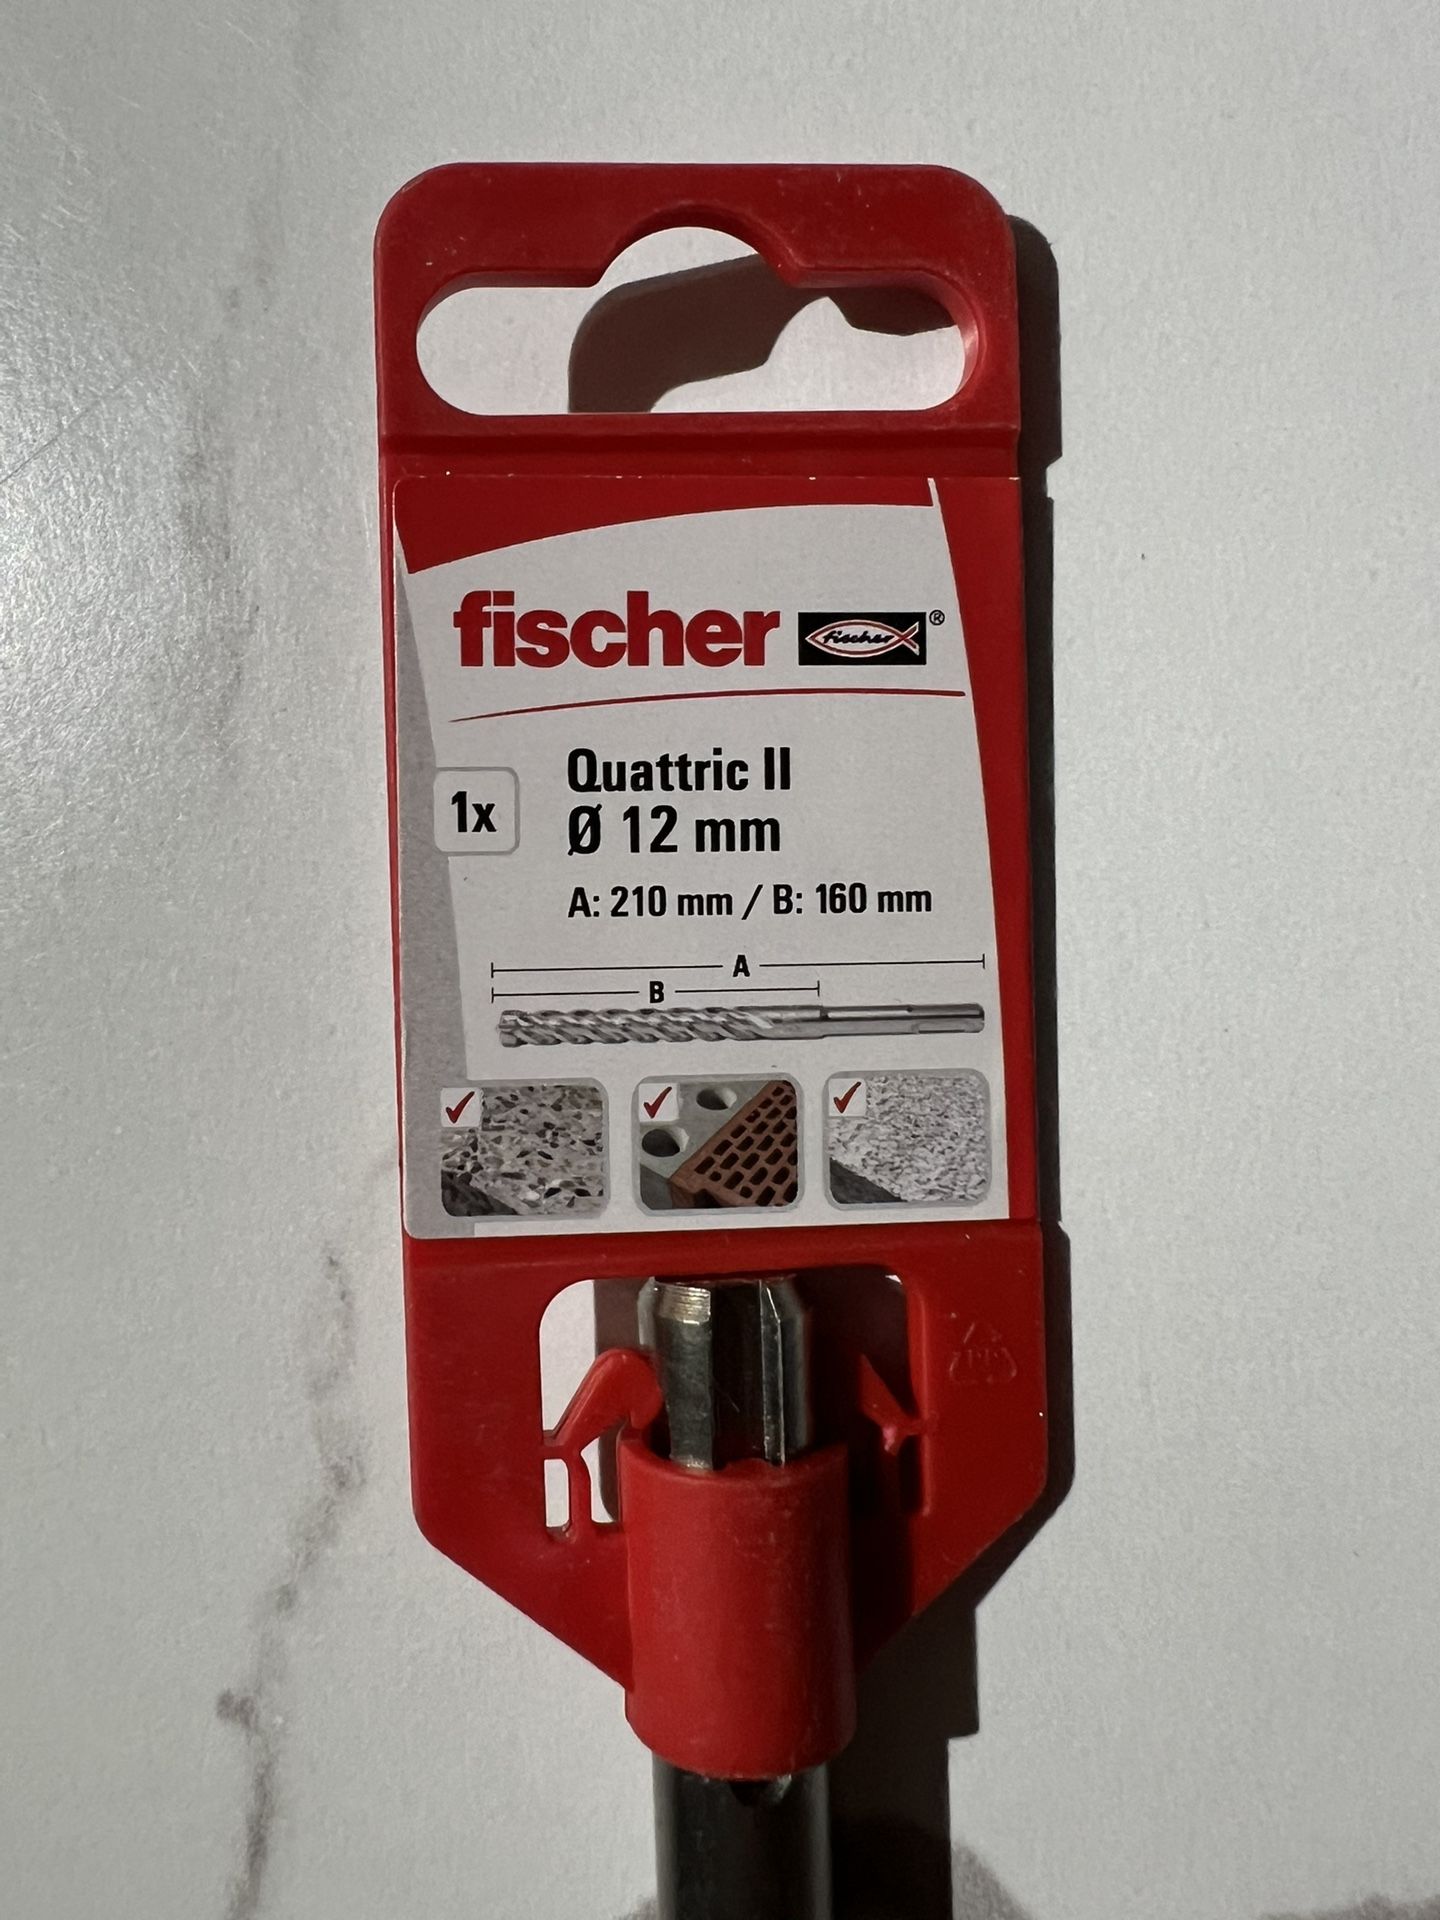 fischer fischer ®
Quattric II
1x
Ø 12 mm
A: 210 mm / B: 160 mm
A
B